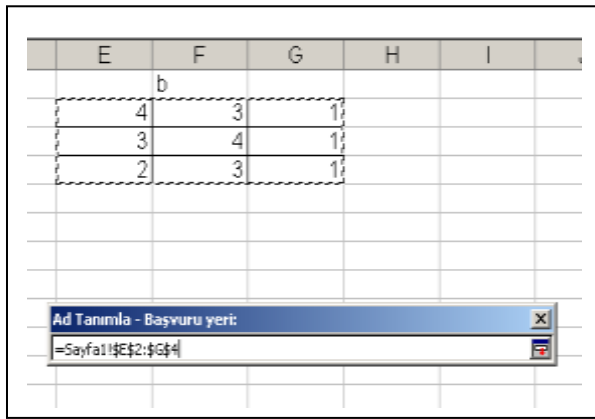 E F G H I
b
4 3 1
3 4 1
2 3 1
Ad Tanımla - Başvuru yeri:
=Sayfa1!$E$2:$G$4